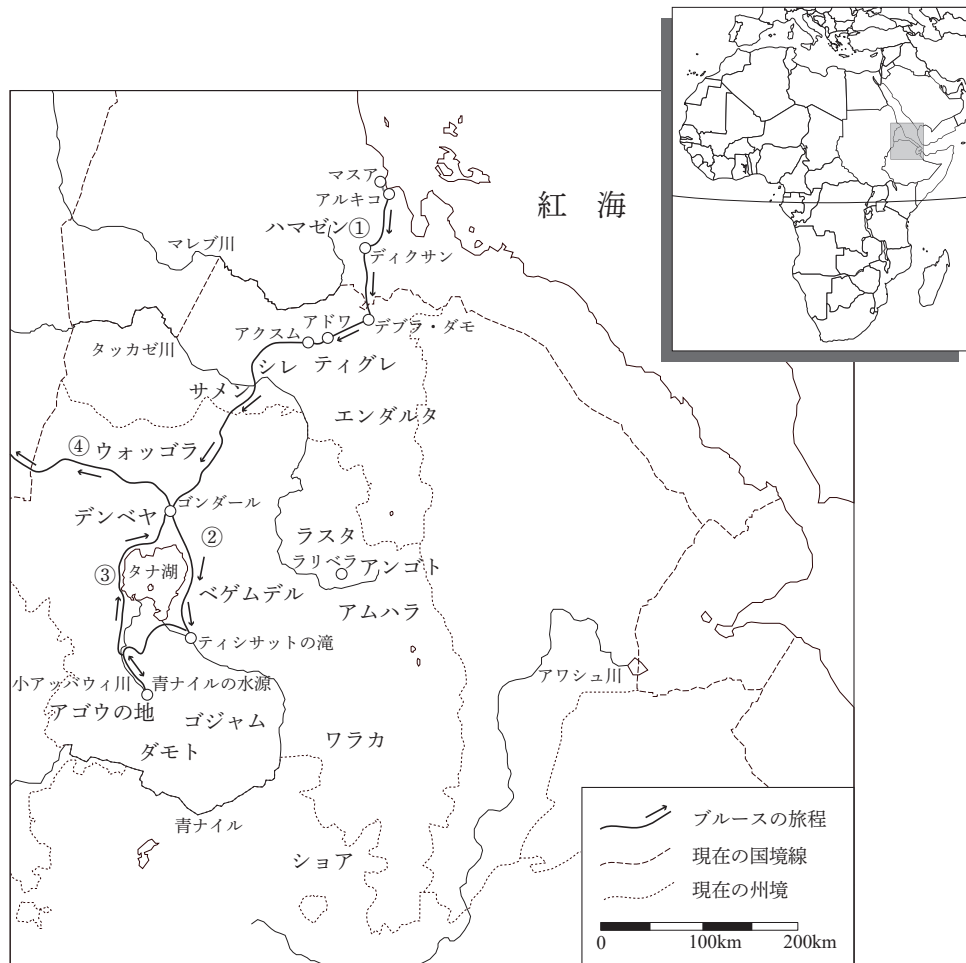 マスア
アルキコ
紅 海
ハマゼン①
ディクサン
マレブ川
アドワ
デブラ・ダモ
アクスム
タッカゼ川
シレ
ティグレ
サメン
エンダルタ
④ウォッゴラ
ゴンダール
デンベヤ
②
ラスタ
ラリベラ
アンゴト
③
タナ湖
ベゲムデル
アムハラ
ティシサットの滝
アワシュ川
小アッバウィ川
青ナイルの水源
アゴウの地
ゴジャム
ワラカ
ダモト
青ナイル
ショア
ブルースの旅程
現在の国境線
現在の州境
0 100km 200km